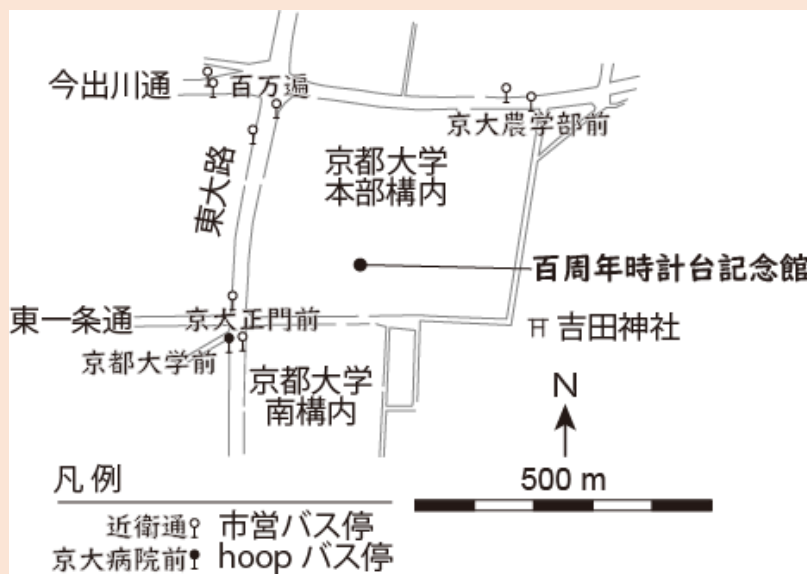 今出川通
百万遍
京大農学部前
東大路
京都大学
本部構内
百周年時計台記念館
東一条通
京大正門前
吉田神社
京都大学前
京都大学
南構内
N
500 m
凡例
近衛通 市営バス停
京大病院前 hoop バス停